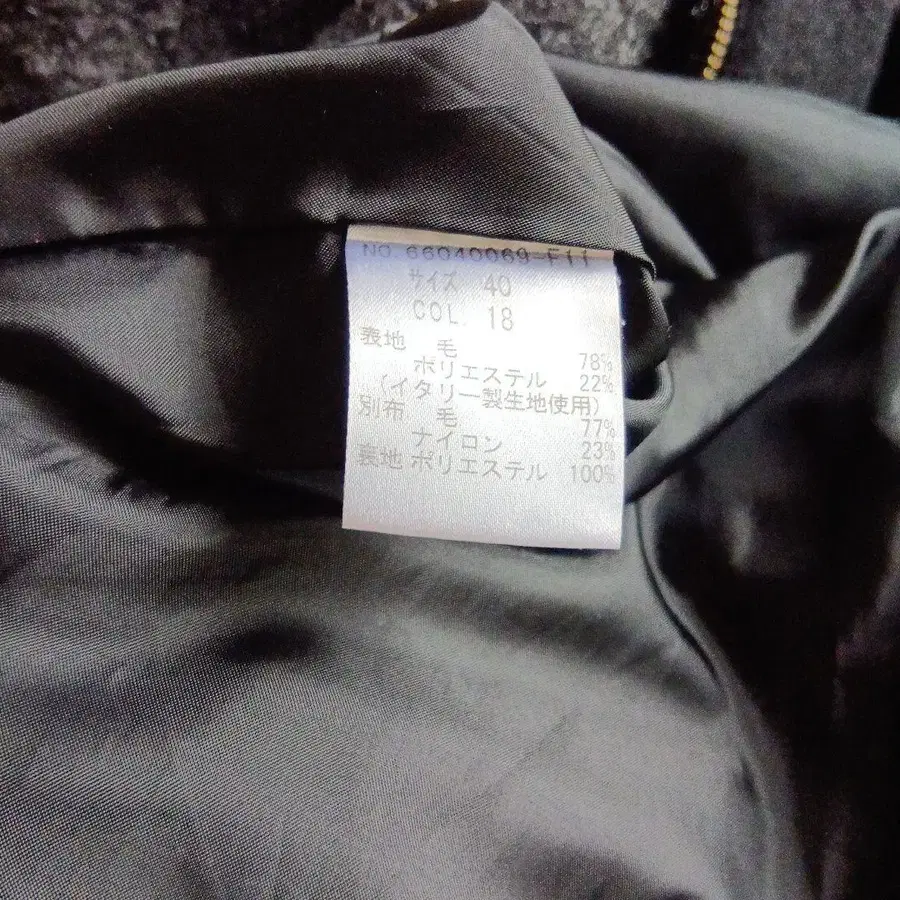 NO. 66040069-F11
サイズ 40
COL. 18
表地 毛 78%
ポリエステル 22%
(イタリー製生地使用)
別布 毛 77%
ナイロン 23%
裏地 ポリエステル 100%